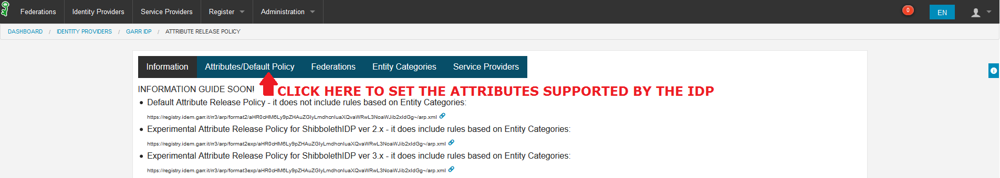 Federations Identity Providers Service Providers Register Administration 0 EN
DASHBOARD / IDENTITY PROVIDERS / GARR IDP / ATTRIBUTE RELEASE POLICY
Information Attributes/Default Policy Federations Entity Categories Service Providers
INFORMATION GUIDE SOON!
CLICK HERE TO SET THE ATTRIBUTES SUPPORTED BY THE IDP
• Default Attribute Release Policy - it does not include rules based on Entity Categories:
https://registry.idem.garr.it/rr3/arp/format2/aHR0cHM6Ly9pZHAuZGlyLmdhcnIuaXQvaWRwL3NoaWJib2xldGg~/arp.xml
• Experimental Attribute Release Policy for ShibbolethIDP ver 2.x - it does include rules based on Entity Categories:
https://registry.idem.garr.it/rr3/arp/format2exp/aHR0cHM6Ly9pZHAuZGlyLmdhcnIuaXQvaWRwL3NoaWJib2xldGg~/arp.xml
• Experimental Attribute Release Policy for ShibbolethIDP ver 3.x - it does include rules based on Entity Categories:
https://registry.idem.garr.it/rr3/arp/format3exp/aHR0cHM6Ly9pZHAuZGlyLmdhcnIuaXQvaWRwL3NoaWJib2xldGg~/arp.xml